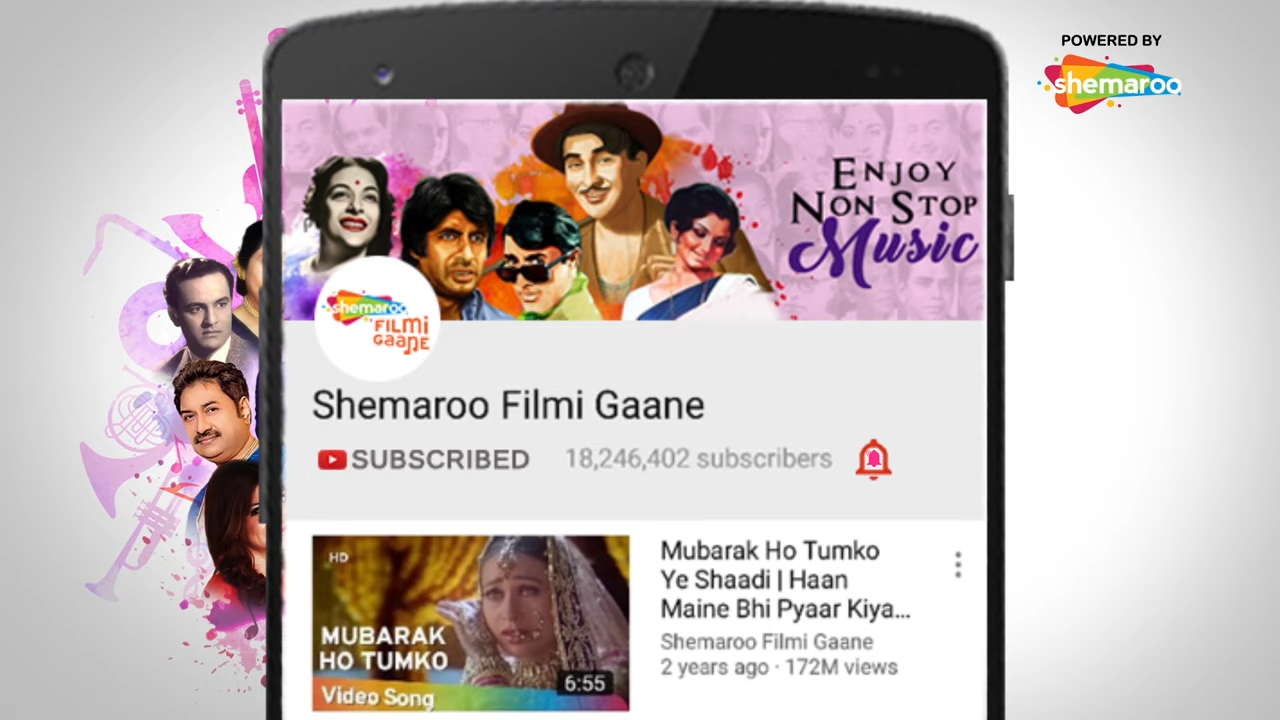 POWERED BY
shemaroo
ENJOY
NON STOP
Music
shemaroo
FILMI
GAANE
Shemaroo Filmi Gaane
SUBSCRIBED 18,246,402 subscribers
HD
MUBARAK
HO TUMKO
Video Song
6:55
Mubarak Ho Tumko
Ye Shaadi | Haan
Maine Bhi Pyaar Kiya...
Shemaroo Filmi Gaane
2 years ago · 172M views